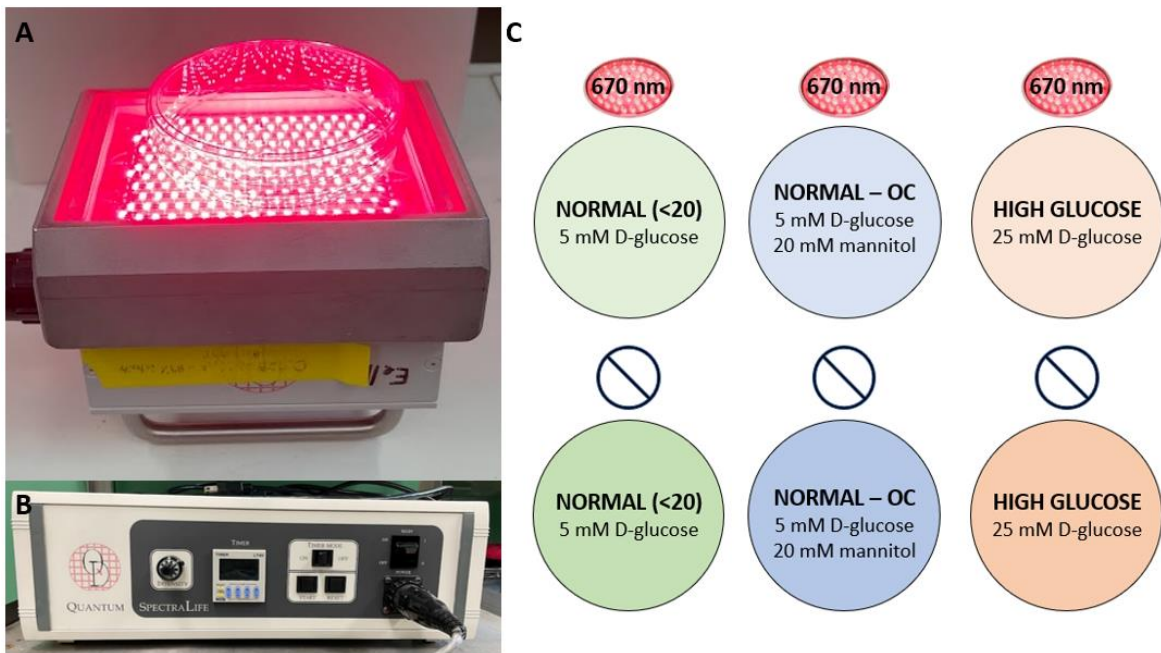 A
B
QUANTUM
SPECTRALIFE
INTENSITY
TIMER
TIMER MODE
ON
OFF
START
RESET
POWER
C
670 nm
670 nm
670 nm
NORMAL (<20)
5 mM D-glucose
NORMAL – OC
5 mM D-glucose
20 mM mannitol
HIGH GLUCOSE
25 mM D-glucose
NORMAL (<20)
5 mM D-glucose
NORMAL – OC
5 mM D-glucose
20 mM mannitol
HIGH GLUCOSE
25 mM D-glucose